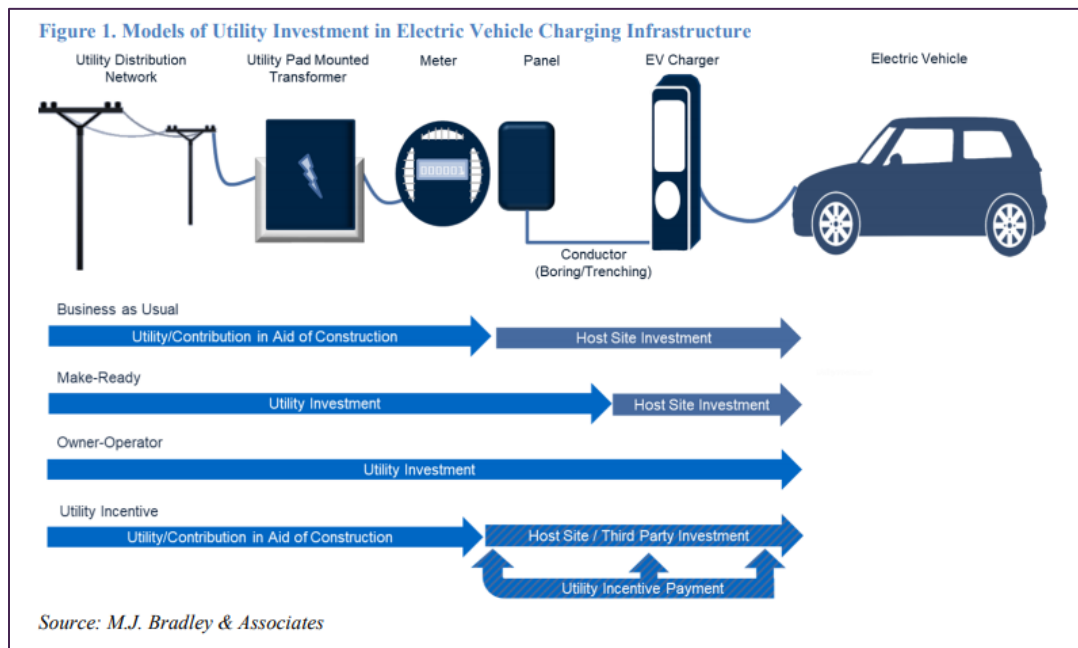 Figure 1. Models of Utility Investment in Electric Vehicle Charging Infrastructure
Utility Distribution
Network
Utility Pad Mounted
Transformer
Meter
Panel
EV Charger
Electric Vehicle
000001
Conductor
(Boring/Trenching)
Business as Usual
Utility/Contribution in Aid of Construction
Host Site Investment
Make-Ready
Utility Investment
Host Site Investment
Owner-Operator
Utility Investment
Utility Incentive
Utility/Contribution in Aid of Construction
Host Site / Third Party Investment
Utility Incentive Payment
Source: M.J. Bradley & Associates